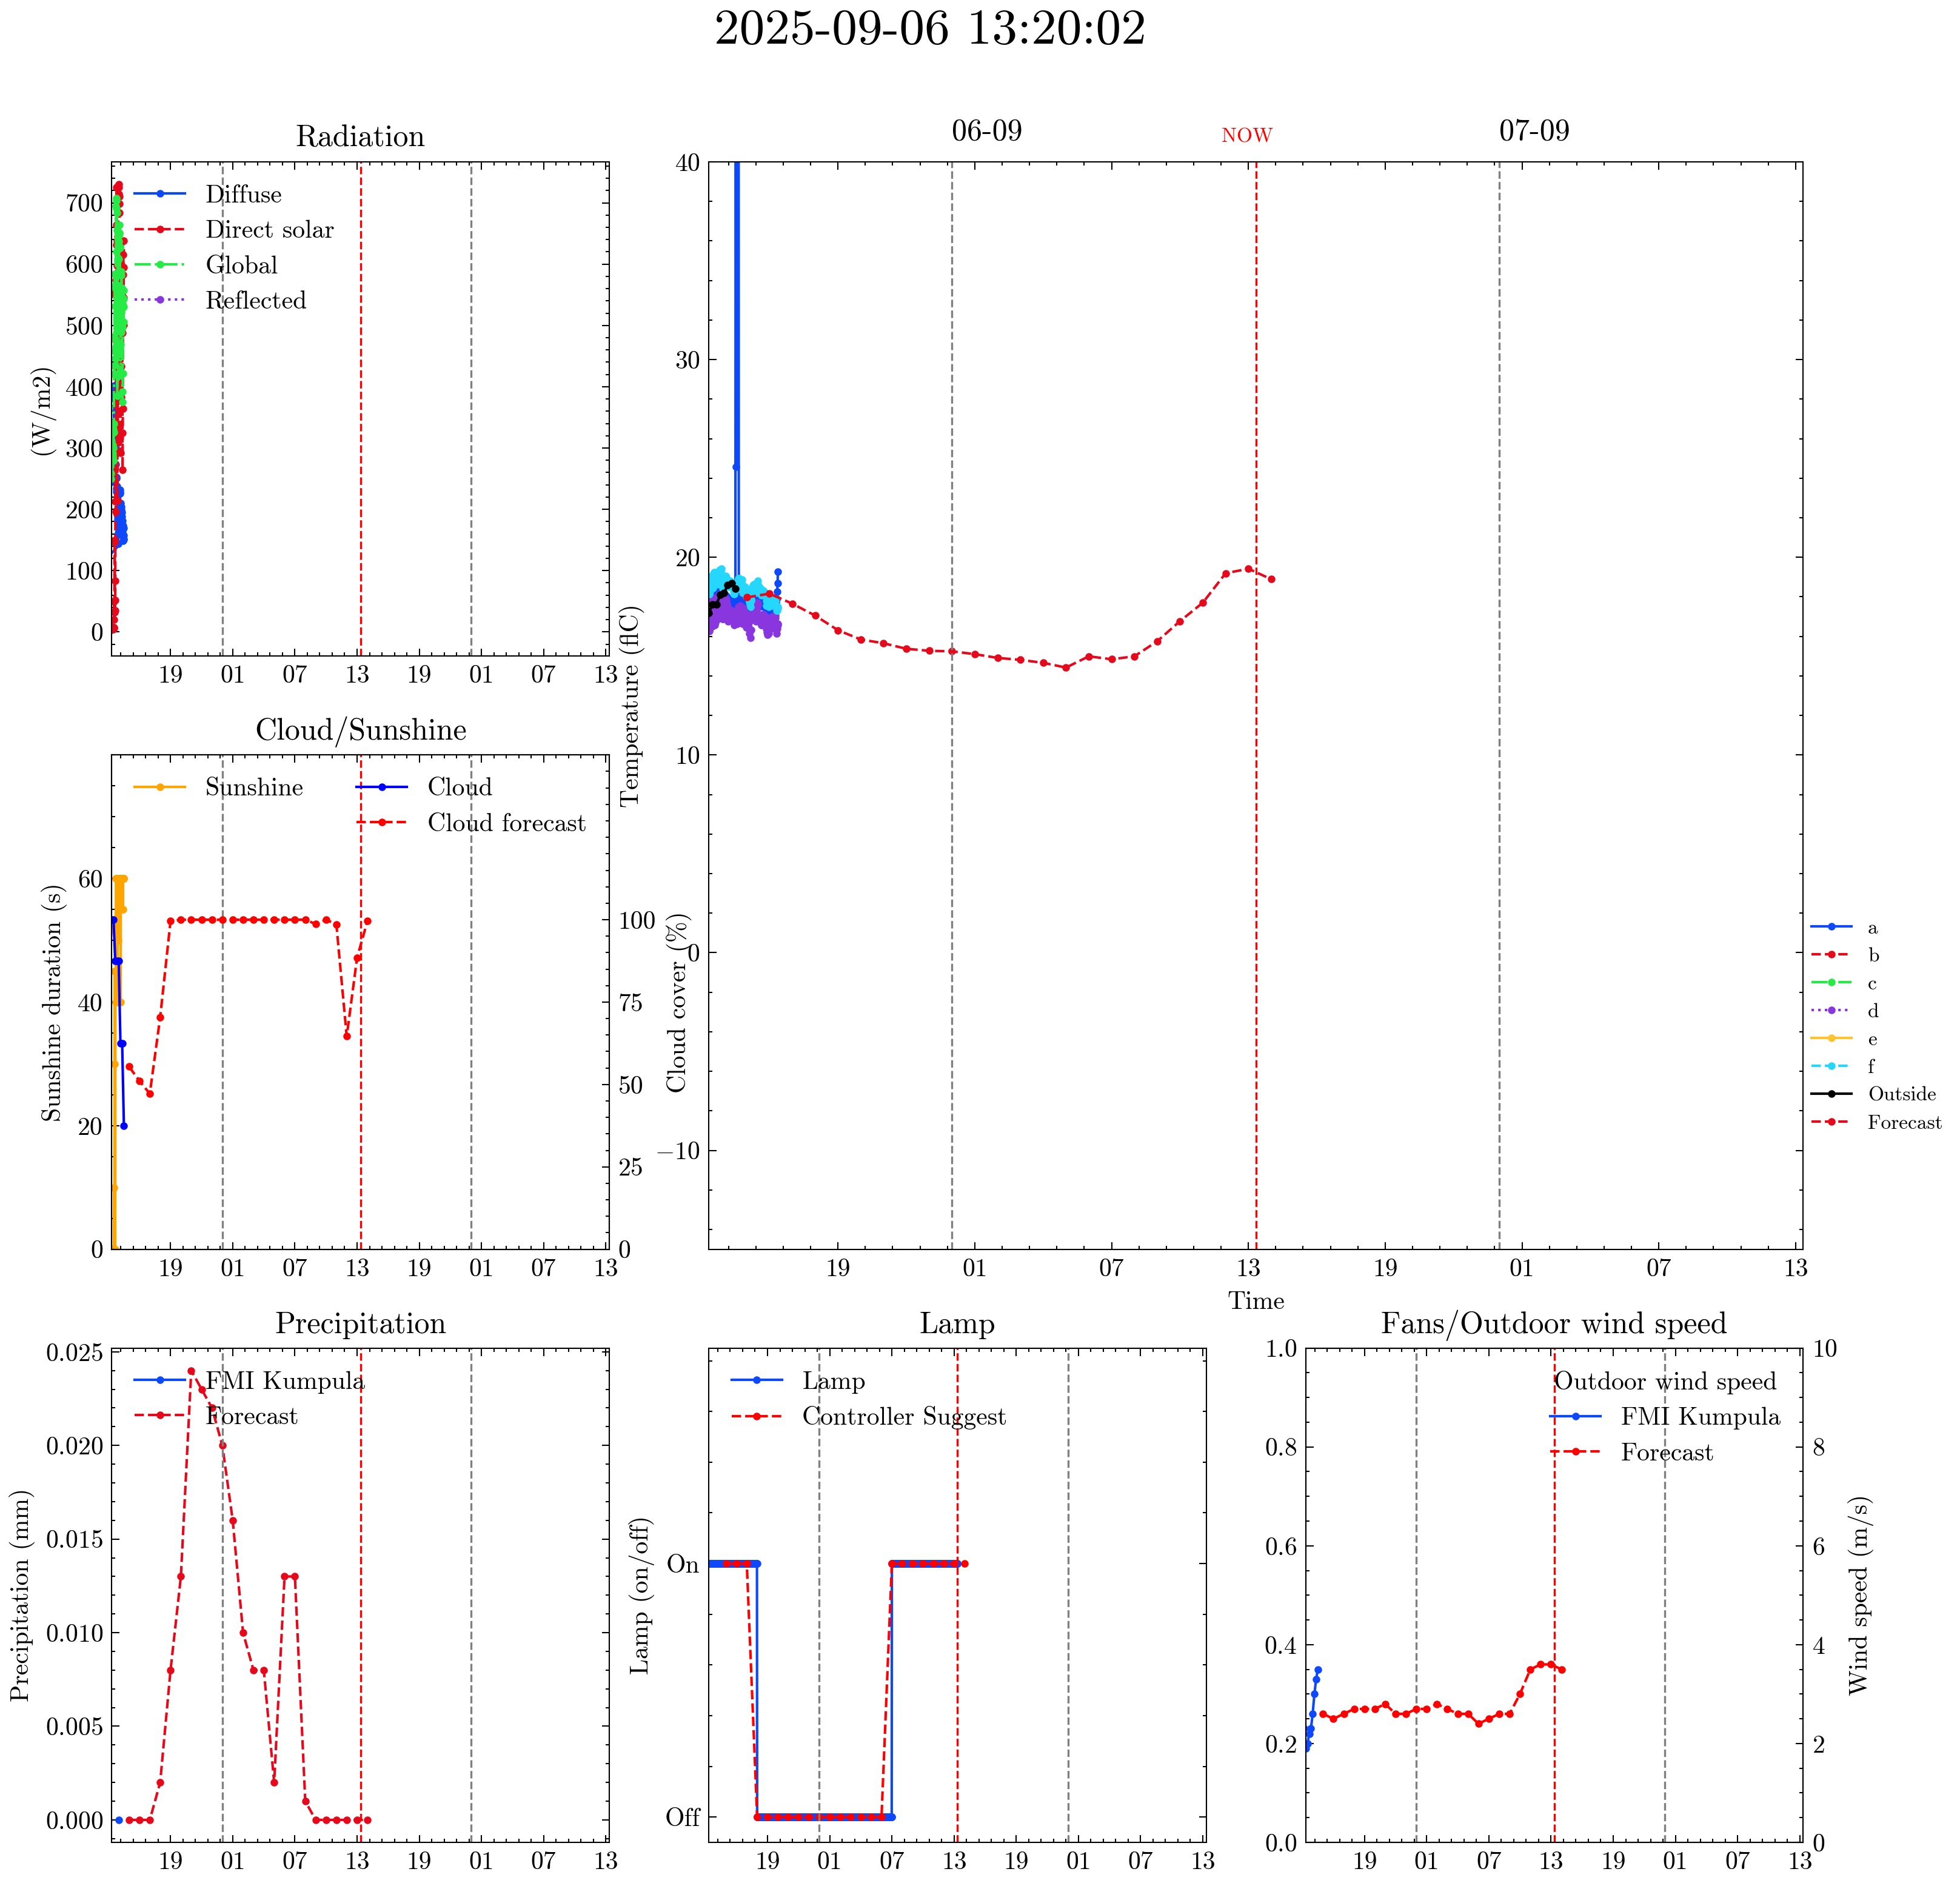 2025-09-06 13:20:02
Radiation
(W/m2)
700
600
500
400
300
200
100
0
Diffuse
Direct solar
Global
Reflected
19 01 07 13 19 01 07 13
06-09
NOW
07-09
Temperature (flC)
40
30
20
10
0
−10
19 01 07 13 19 01 07 13
Time
a
b
c
d
e
f
Outside
Forecast
Cloud/Sunshine
Sunshine duration (s)
60
40
20
0
Sunshine
Cloud
Cloud forecast
100
75
50
25
0
Cloud cover (%)
19 01 07 13 19 01 07 13
Precipitation
Precipitation (mm)
0.025
0.020
0.015
0.010
0.005
0.000
FMI Kumpula
Forecast
19 01 07 13 19 01 07 13
Lamp
Lamp (on/off)
On
Off
Lamp
Controller Suggest
19 01 07 13 19 01 07 13
Fans/Outdoor wind speed
1.0
0.8
0.6
0.4
0.2
0.0
Outdoor wind speed
FMI Kumpula
Forecast
10
8
6
4
2
0
Wind speed (m/s)
19 01 07 13 19 01 07 13